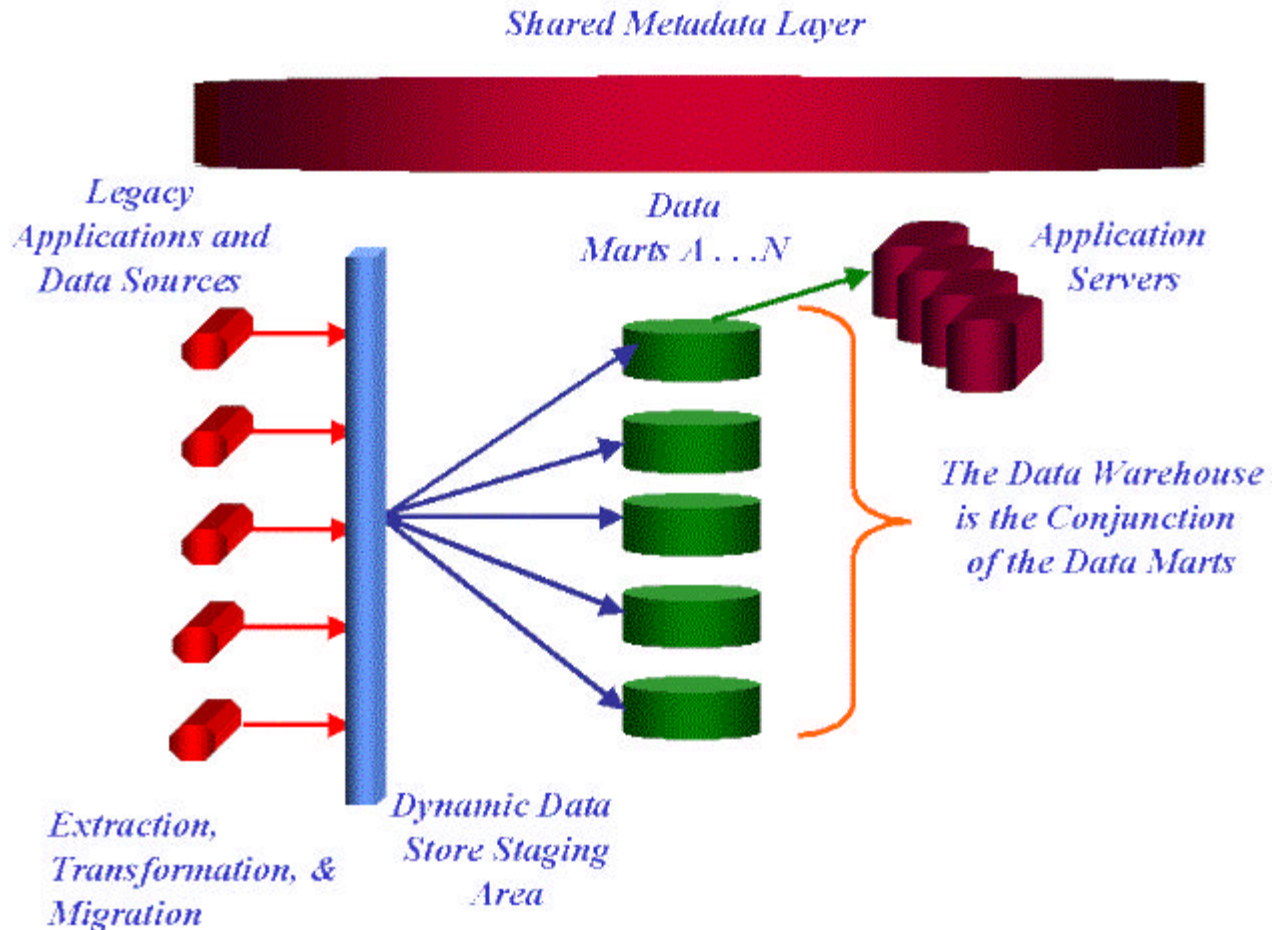 Shared Metadata Layer
Legacy
Applications and
Data Sources
Data
Marts A . . .N
Application
Servers
The Data Warehouse
is the Conjunction
of the Data Marts
Extraction,
Transformation, &
Migration
Dynamic Data
Store Staging
Area